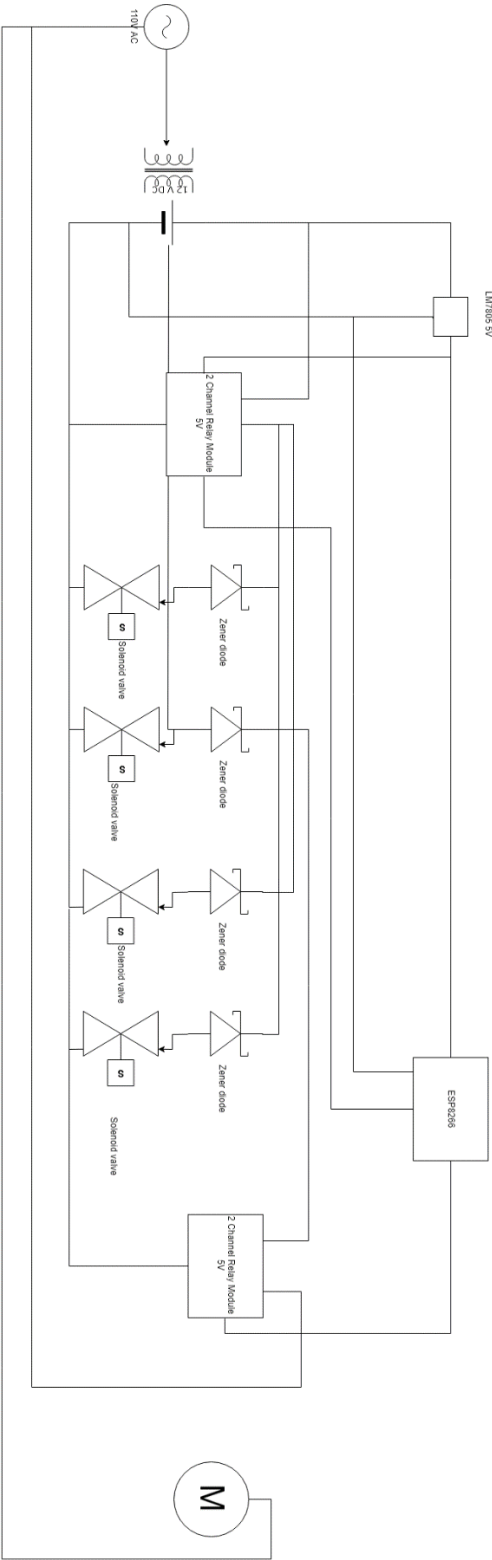 LM7805 5V
ESP8266
2 Channel Relay Module
5V
Zener diode
Zener diode
Zener diode
Zener diode
2 Channel Relay Module
5V
M
12 V DC
110V AC
S
Solenoid valve
S
Solenoid valve
S
Solenoid valve
S
Solenoid valve